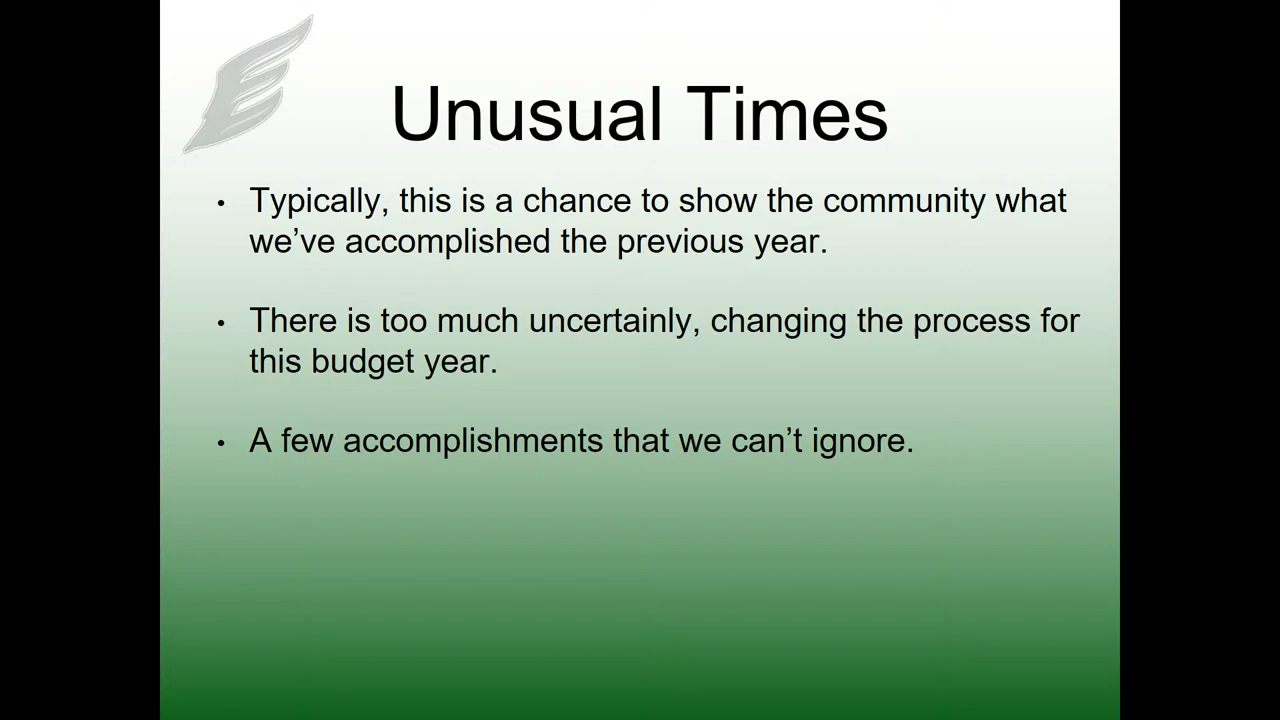 Unusual Times
• Typically, this is a chance to show the community what
we’ve accomplished the previous year.
• There is too much uncertainly, changing the process for
this budget year.
• A few accomplishments that we can’t ignore.